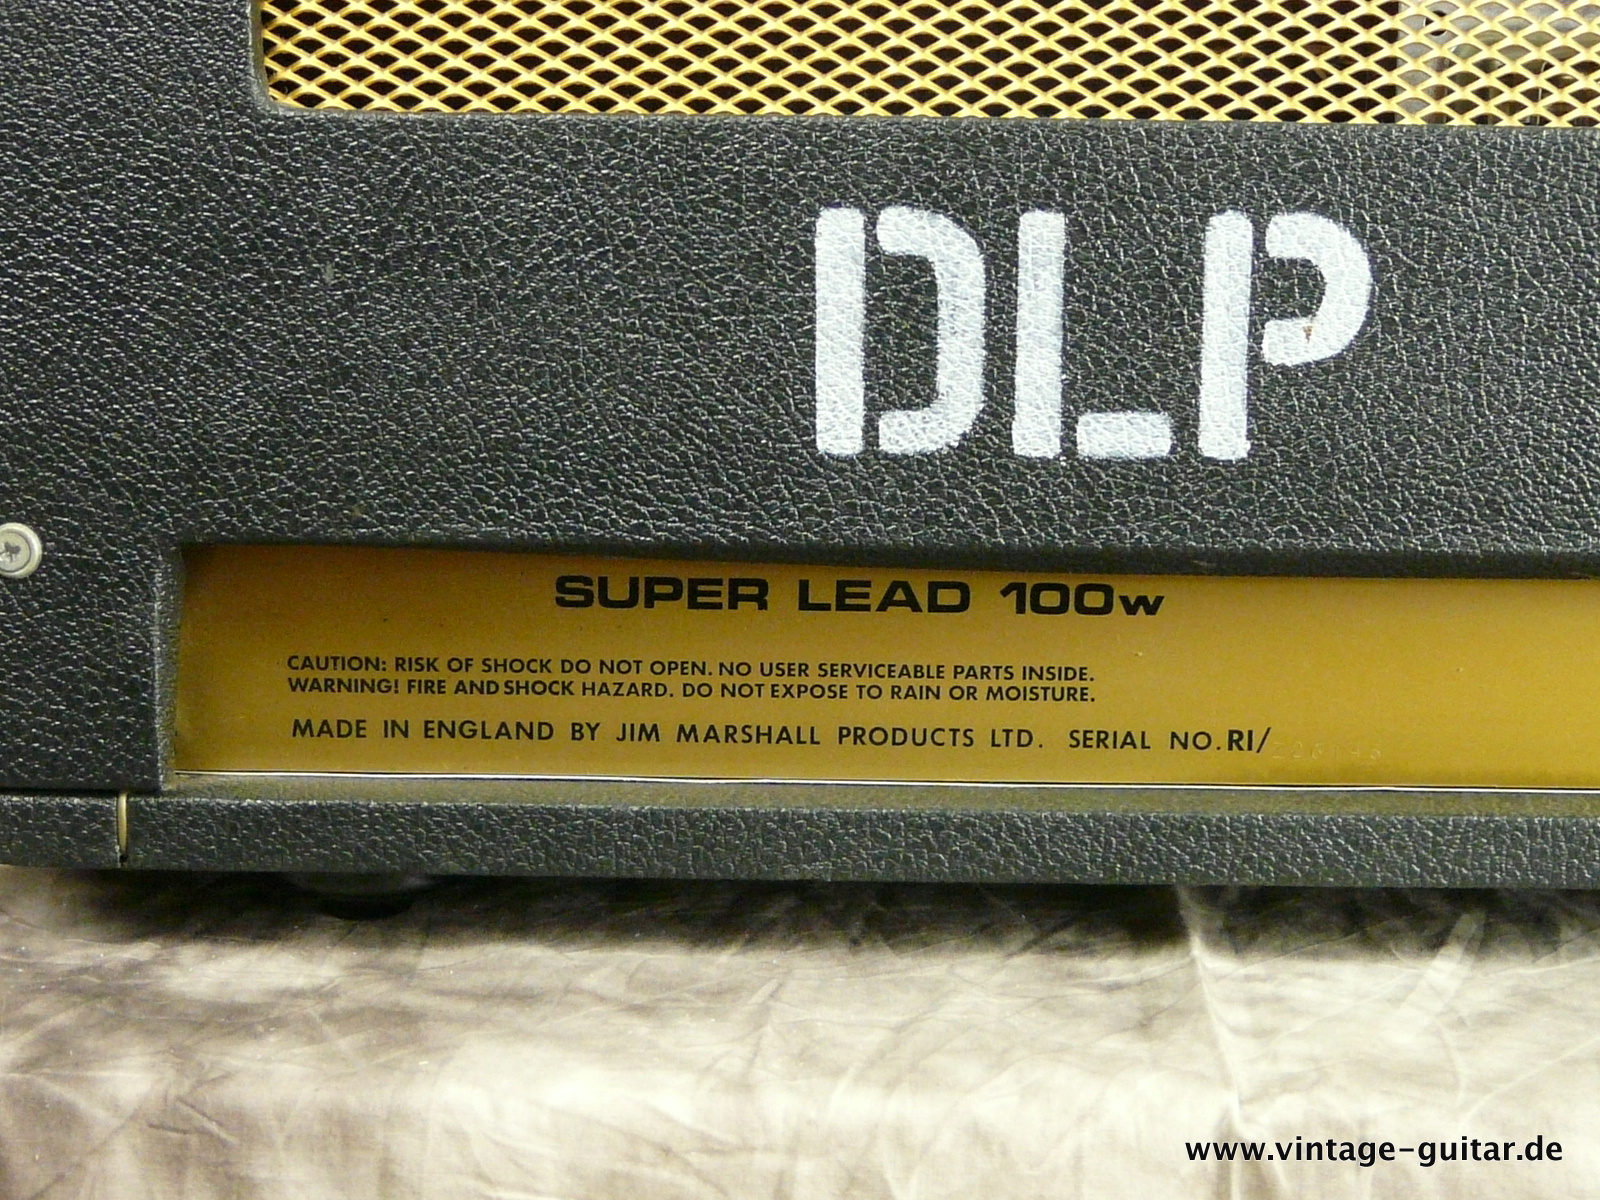 DLP
SUPER LEAD 100w
CAUTION: RISK OF SHOCK DO NOT OPEN. NO USER SERVICEABLE PARTS INSIDE.
WARNING! FIRE AND SHOCK HAZARD. DO NOT EXPOSE TO RAIN OR MOISTURE.
MADE IN ENGLAND BY JIM MARSHALL PRODUCTS LTD. SERIAL NO. RI/
www.vintage-guitar.de